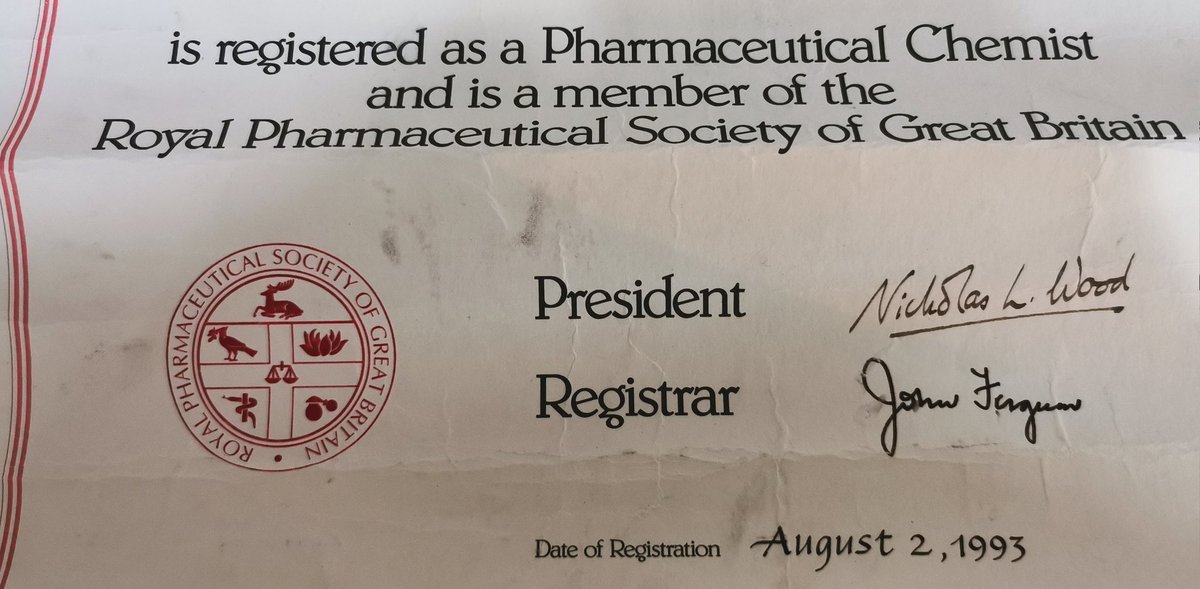 is registered as a Pharmaceutical Chemist
and is a member of the
Royal Pharmaceutical Society of Great Britain
ROYAL PHARMACEUTICAL SOCIETY OF GREAT BRITAIN
President Nicholas L. Wood
Registrar John Ferguson
Date of Registration August 2, 1993